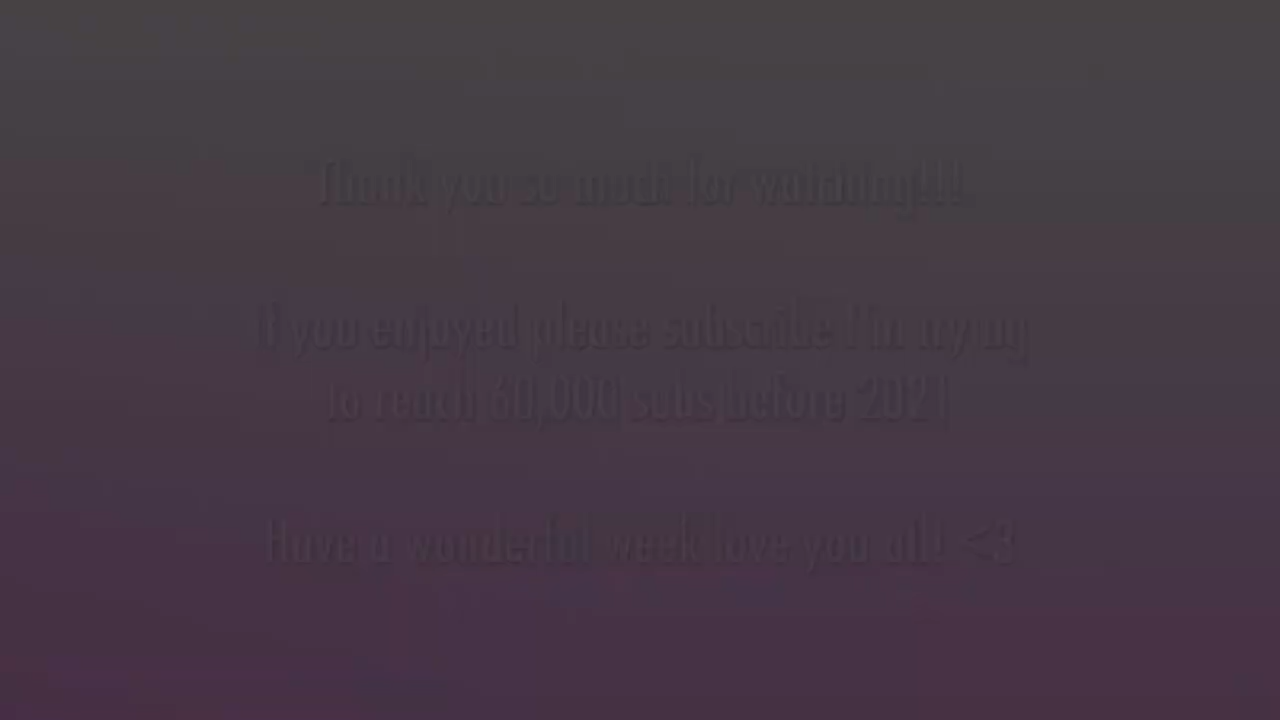 Thank you so much for watching!!!
If you enjoyed please subscribe I'm trying
to reach 60,000 subs before 2021
Have a wonderful week love you all! <3